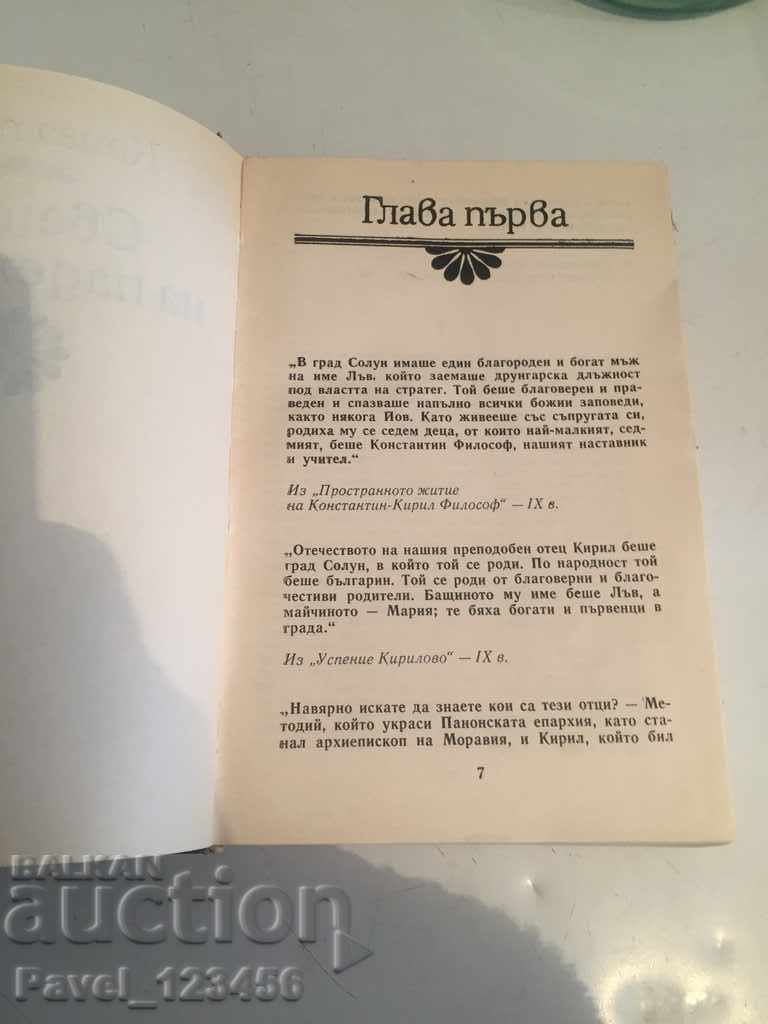 Глава първа
„В град Солун имаше един благороден и богат мъж
на име Лъв, който заемаше друнгарска длъжност
под властта на стратег. Той беше благоверен и пра-
веден и спазваше напълно всички божии заповеди,
както някога Йов. Като живееше със съпругата си,
родиха му се седем деца, от които най-малкият, сед-
мият, беше Константин Философ, нашият наставник
и учител.“
Из „Пространното житие
на Константин-Кирил Философ“ — IX в.
„Отечеството на нашия преподобен отец Кирил беше
град Солун, в който той се роди. По народност той
беше българин. Той се роди от благоверни и благо-
честиви родители. Бащиното му име беше Лъв, а
майчиното — Мария; те бяха богати и първенци в
града.“
Из „Успение Кирилово“ — IX в.
„Навярно искате да знаете кои са тези отци? — Ме-
тодий, който украси Панонската епархия, като ста-
нал архиепископ на Моравия, и Кирил, който бил
7
BALKAN
auction
Pavel_123456